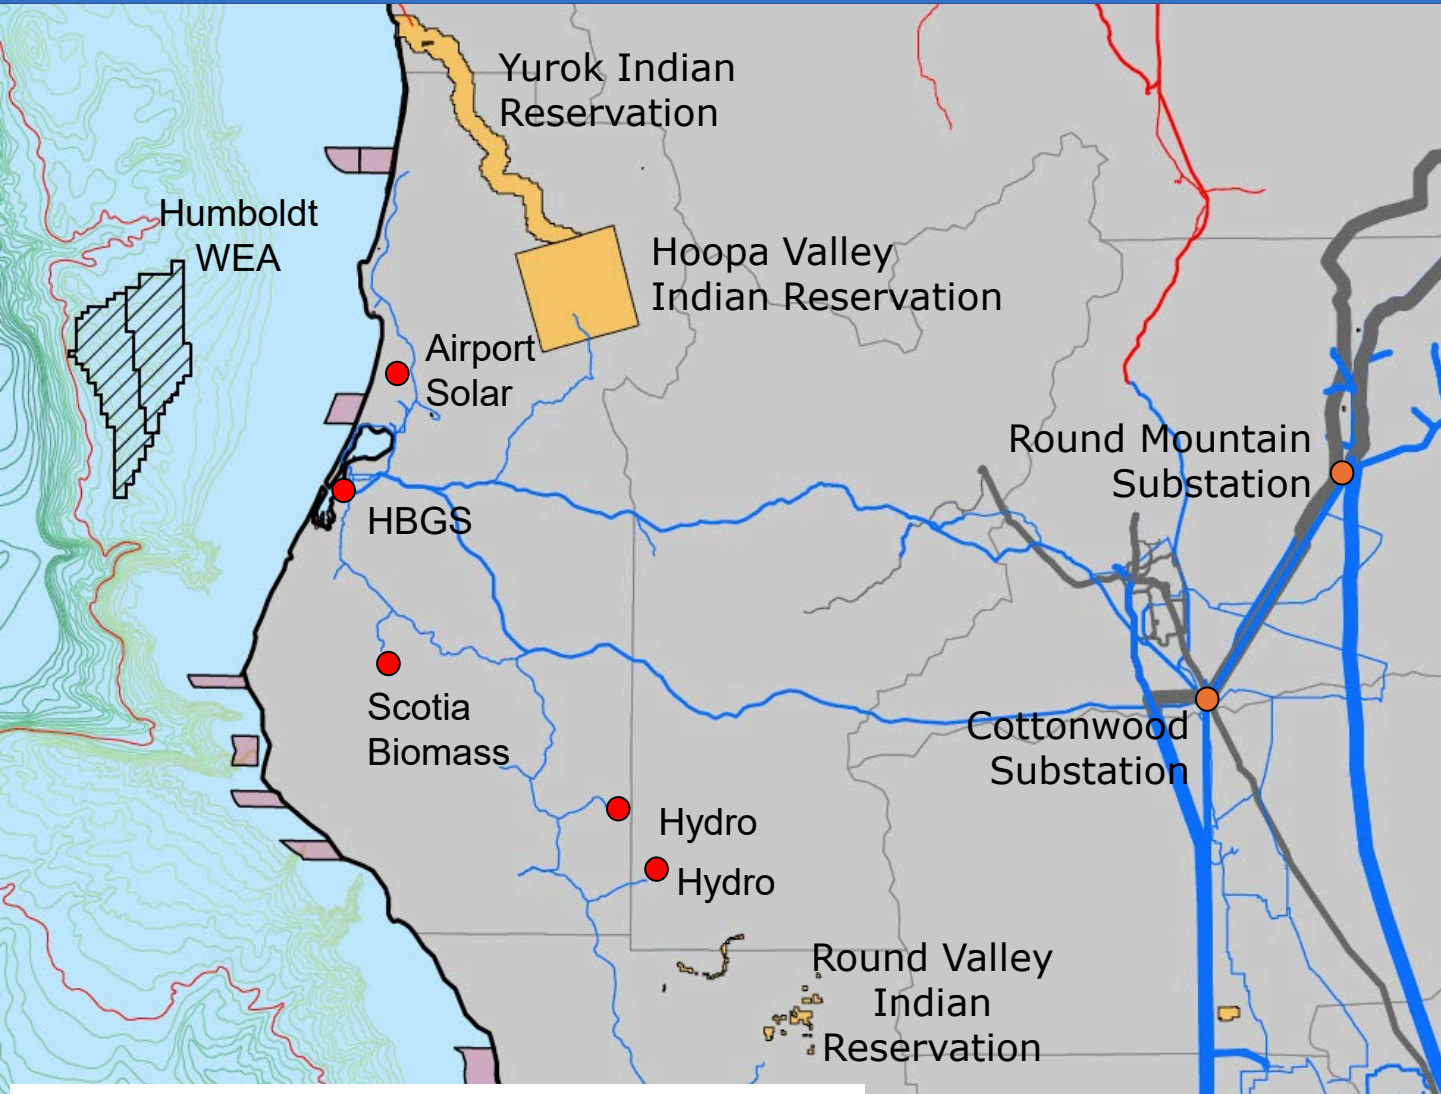 Yurok Indian
Reservation
Humboldt
WEA
Hoopa Valley
Indian Reservation
Airport
Solar
Round Mountain
Substation
HBGS
Scotia
Biomass
Cottonwood
Substation
Hydro
Hydro
Round Valley
Indian
Reservation